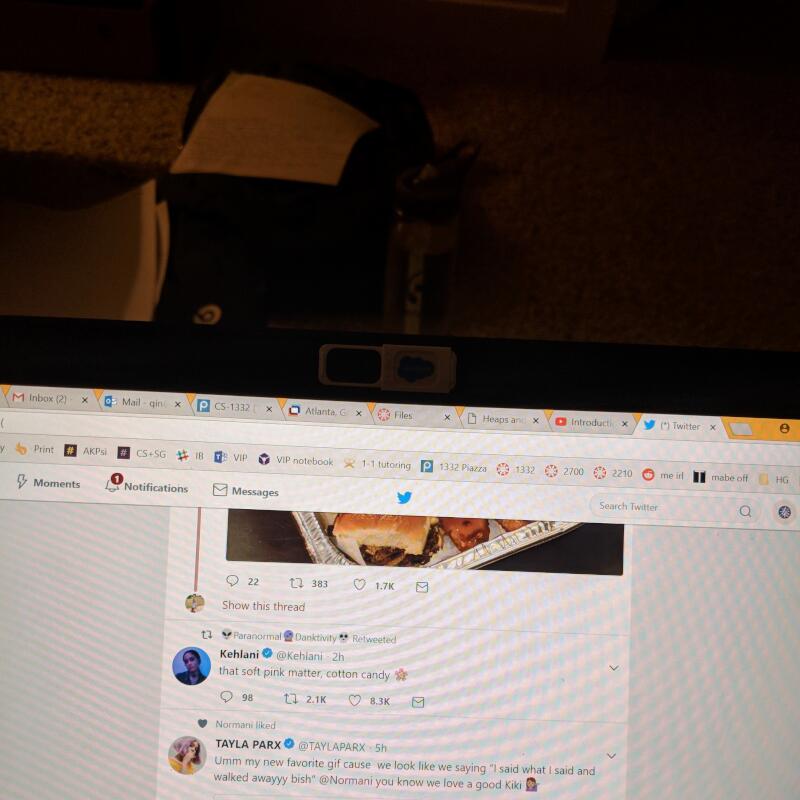 Inbox (2)
Mail - qin
CS-1332 (
Atlanta, G
Files
Heaps and
Introducti
(*) Twitter
(
y Print AKPsi CS+SG IB VIP VIP notebook 1-1 tutoring 1332 Piazza 1332 2700 2210 me irl mabe off HG
Moments 1 Notifications Messages Search Twitter
22 383 1.7K
Show this thread
👽Paranormal🔮Danktivity💀 Retweeted
Kehlani @Kehlani · 2h
that soft pink matter, cotton candy 🌸
98 2.1K 8.3K
Normani liked
TAYLA PARX @TAYLAPARX · 5h
Umm my new favorite gif cause we look like we saying "I said what I said and
walked awayyy bish" @Normani you know we love a good Kiki 💁🏽